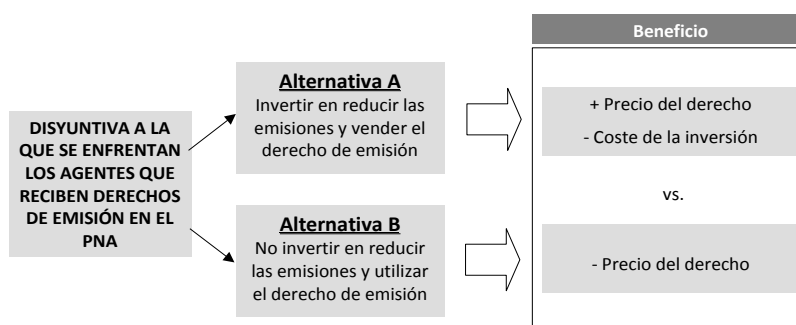 DISYUNTIVA A LA
QUE SE ENFRENTAN
LOS AGENTES QUE
RECIBEN DERECHOS
DE EMISIÓN EN EL
PNA
Alternativa A
Invertir en reducir las
emisiones y vender el
derecho de emisión
Alternativa B
No invertir en reducir
las emisiones y utilizar
el derecho de emisión
Beneficio
+ Precio del derecho
- Coste de la inversión
vs.
- Precio del derecho